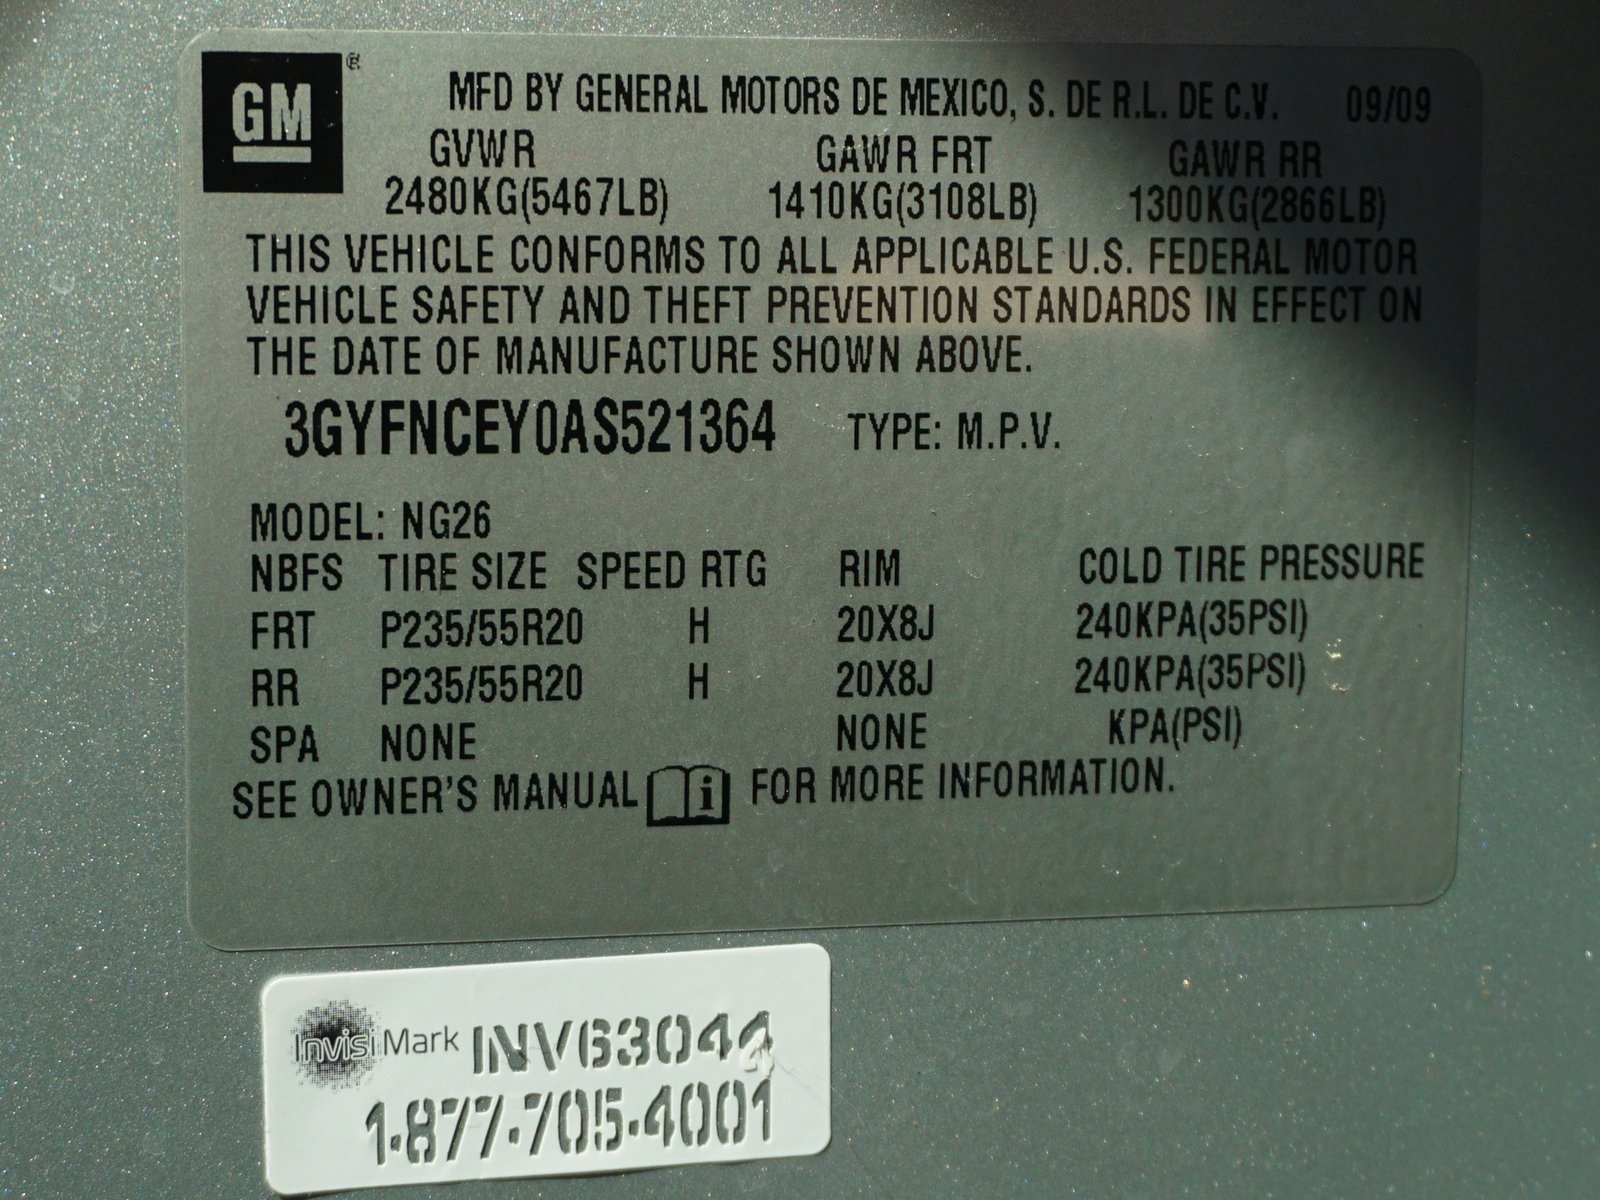 GM ®
MFD BY GENERAL MOTORS DE MEXICO, S. DE R.L. DE C.V. 09/09
GVWR GAWR FRT GAWR RR
2480KG(5467LB) 1410KG(3108LB) 1300KG(2866LB)
THIS VEHICLE CONFORMS TO ALL APPLICABLE U.S. FEDERAL MOTOR
VEHICLE SAFETY AND THEFT PREVENTION STANDARDS IN EFFECT ON
THE DATE OF MANUFACTURE SHOWN ABOVE.
3GYFNCEY0AS521364 TYPE: M.P.V.
MODEL: NG26
NBFS TIRE SIZE SPEED RTG RIM COLD TIRE PRESSURE
FRT P235/55R20 H 20X8J 240KPA(35PSI)
RR P235/55R20 H 20X8J 240KPA(35PSI)
SPA NONE NONE KPA(PSI)
SEE OWNER'S MANUAL i FOR MORE INFORMATION.
InvisiMark INV63044
1-877-705-4001